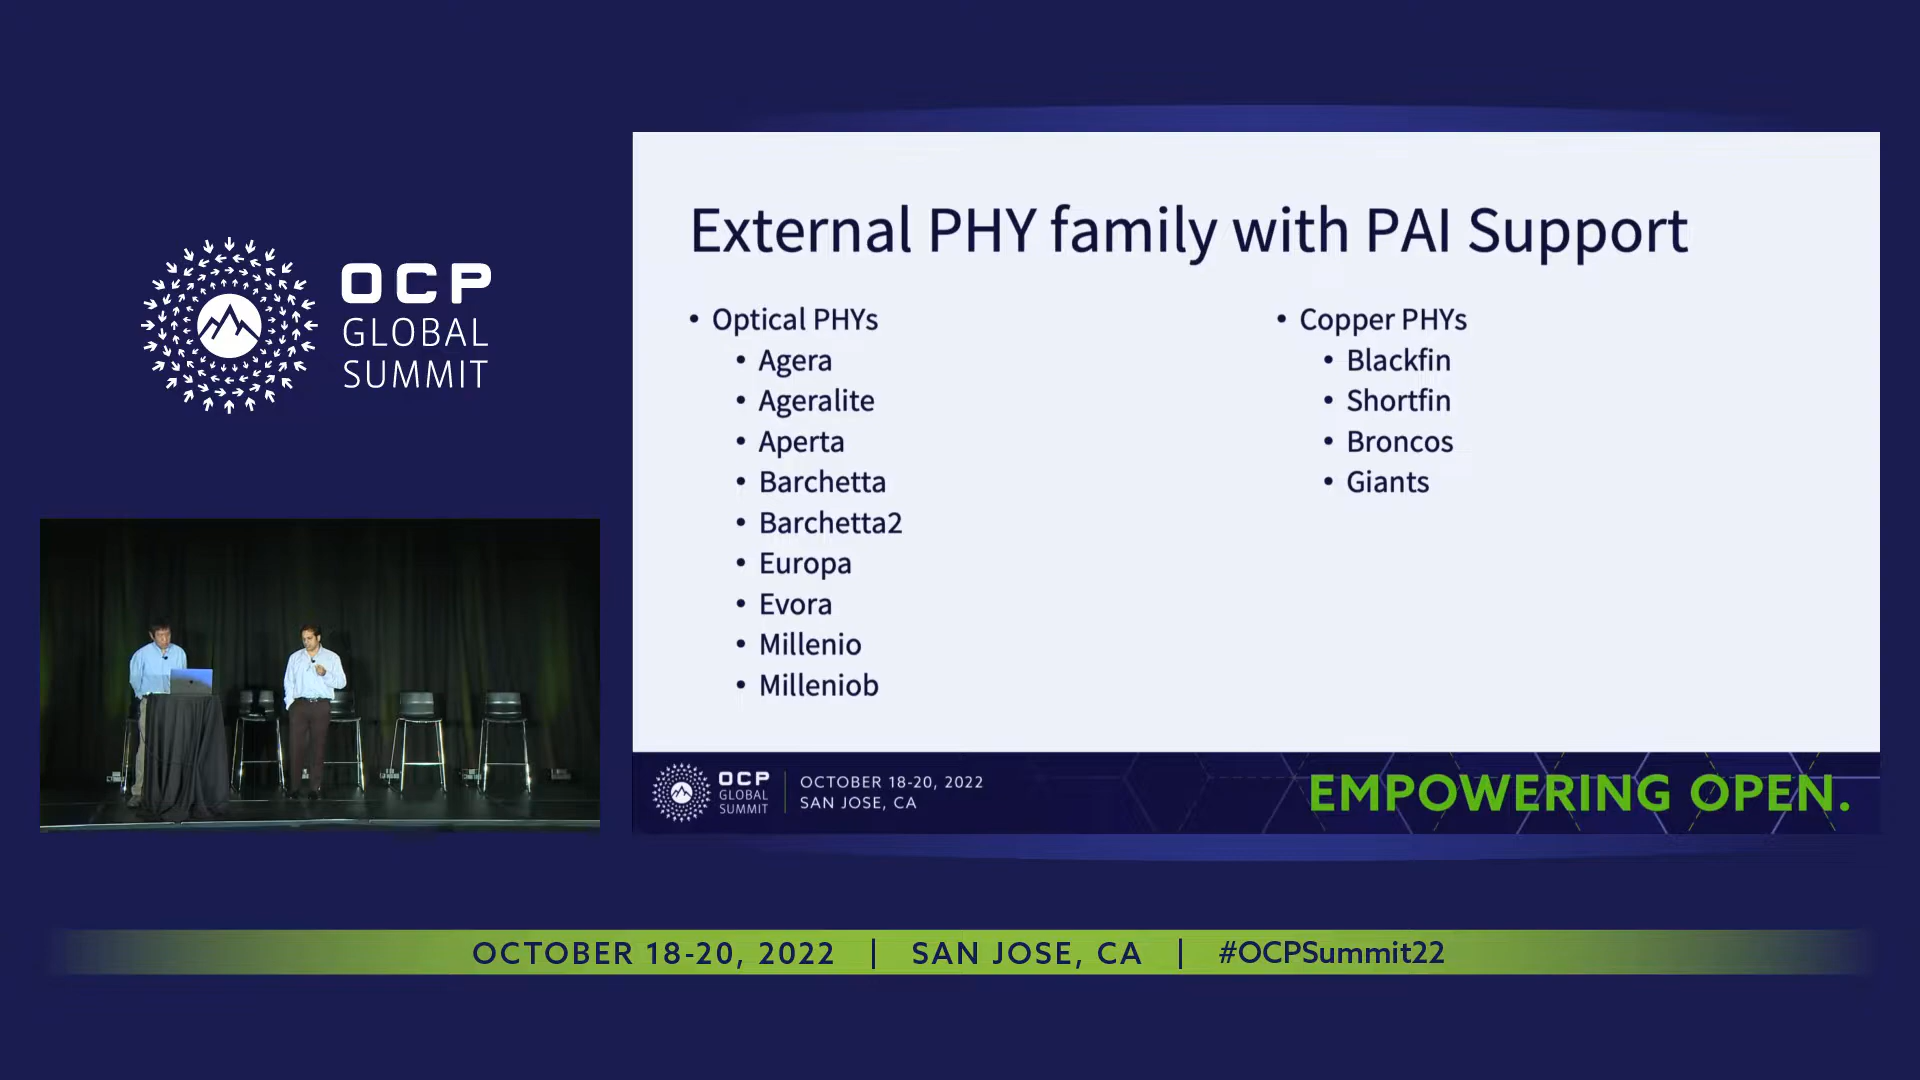 OCP
GLOBAL
SUMMIT
External PHY family with PAI Support
• Optical PHYs
• Agera
• Ageralite
• Aperta
• Barchetta
• Barchetta2
• Europa
• Evora
• Millenio
• Milleniob
• Copper PHYs
• Blackfin
• Shortfin
• Broncos
• Giants
OCP
GLOBAL
SUMMIT
OCTOBER 18-20, 2022
SAN JOSE, CA
EMPOWERING OPEN.
OCTOBER 18-20, 2022 | SAN JOSE, CA | #OCPSummit22